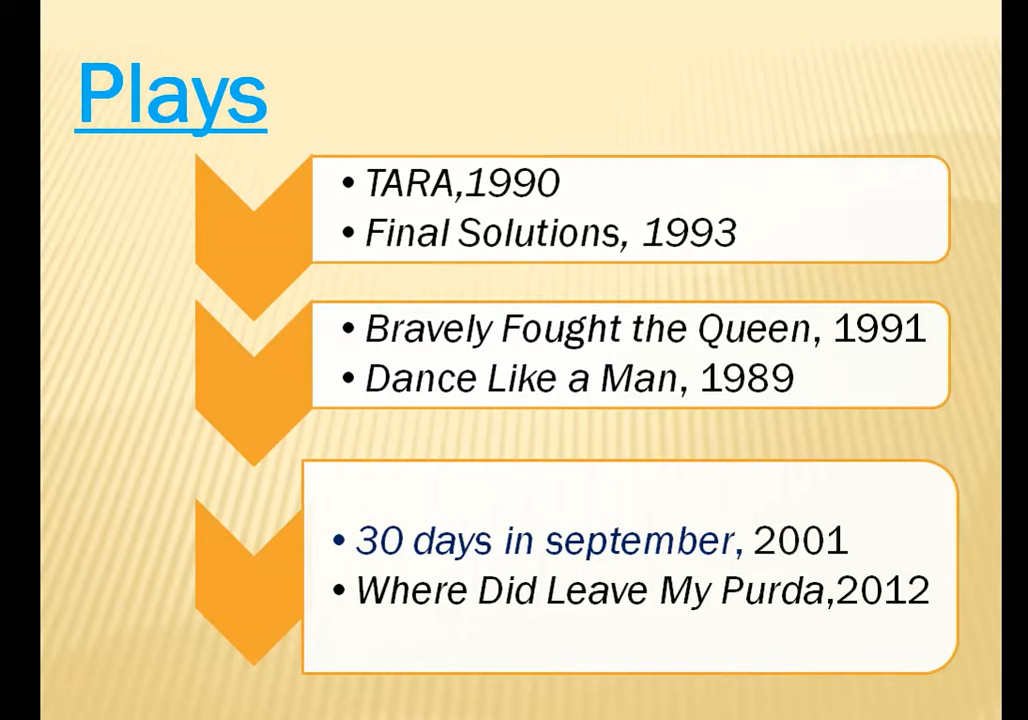 Plays
• TARA,1990
• Final Solutions, 1993
• Bravely Fought the Queen, 1991
• Dance Like a Man, 1989
• 30 days in september, 2001
• Where Did Leave My Purda,2012